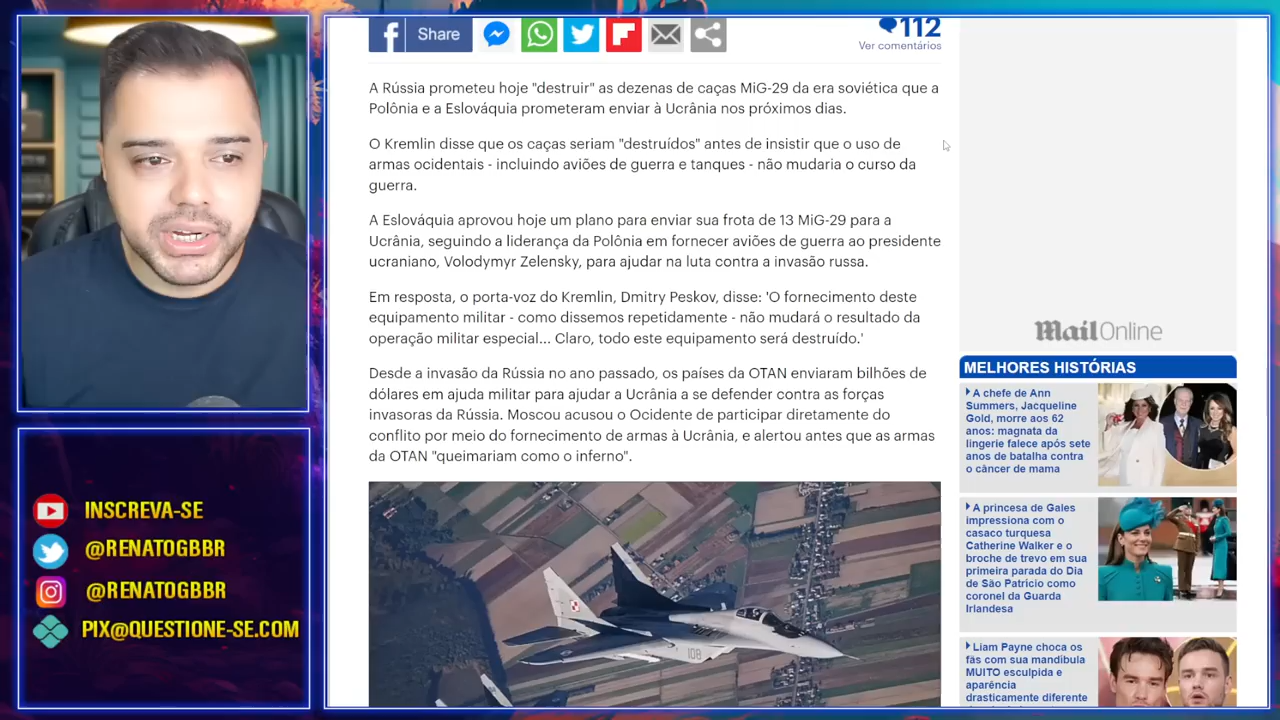 Share
112
Ver comentários
A Rússia prometeu hoje "destruir" as dezenas de caças MiG-29 da era soviética que a
Polônia e a Eslováquia prometeram enviar à Ucrânia nos próximos dias.
O Kremlin disse que os caças seriam "destruídos" antes de insistir que o uso de
armas ocidentais - incluindo aviões de guerra e tanques - não mudaria o curso da
guerra.
A Eslováquia aprovou hoje um plano para enviar sua frota de 13 MiG-29 para a
Ucrânia, seguindo a liderança da Polônia em fornecer aviões de guerra ao presidente
ucraniano, Volodymyr Zelensky, para ajudar na luta contra a invasão russa.
Em resposta, o porta-voz do Kremlin, Dmitry Peskov, disse: 'O fornecimento deste
equipamento militar - como dissemos repetidamente - não mudará o resultado da
operação militar especial... Claro, todo este equipamento será destruído.'
Desde a invasão da Rússia no ano passado, os países da OTAN enviaram bilhões de
dólares em ajuda militar para ajudar a Ucrânia a se defender contra as forças
invasoras da Rússia. Moscou acusou o Ocidente de participar diretamente do
conflito por meio do fornecimento de armas à Ucrânia, e alertou antes que as armas
da OTAN "queimariam como o inferno".
108
Mail Online
MELHORES HISTÓRIAS
A chefe de Ann
Summers, Jacqueline
Gold, morre aos 62
anos: magnata da
lingerie falece após sete
anos de batalha contra
o câncer de mama
A princesa de Gales
impressiona com o
casaco turquesa
Catherine Walker e o
broche de trevo em sua
primeira parada do Dia
de São Patrício como
coronel da Guarda
Irlandesa
Liam Payne choca os
fãs com sua mandíbula
MUITO esculpida e
aparência
drasticamente diferente
INSCREVA-SE
@RENATOGBBR
@RENATOGBBR
PIX@QUESTIONE-SE.COM